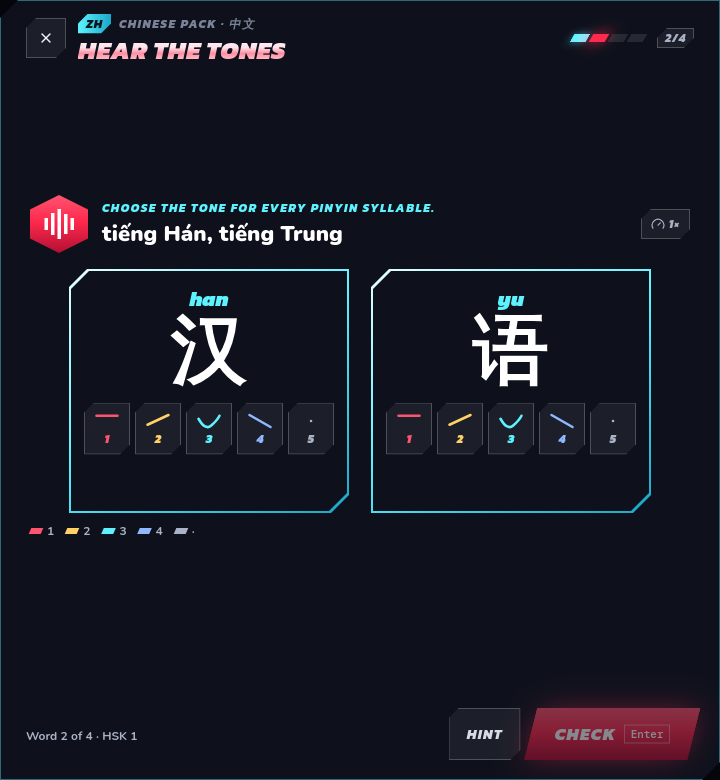 ZH CHINESE PACK · 中文
HEAR THE TONES
2/4
CHOOSE THE TONE FOR EVERY PINYIN SYLLABLE.
tiếng Hán, tiếng Trung
1×
han
汉
1 2 3 4 5
yu
语
1 2 3 4 5
1 2 3 4 ·
Word 2 of 4 · HSK 1
HINT
CHECK Enter